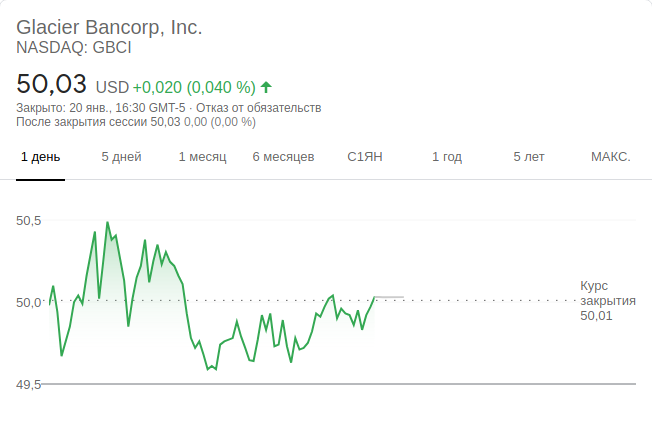 Glacier Bancorp, Inc.
NASDAQ: GBCI
50,03 USD +0,020 (0,040 %)
Закрыто: 20 янв., 16:30 GMT-5 · Отказ от обязательств
После закрытия сессии 50,03 0,00 (0,00 %)
1 день 5 дней 1 месяц 6 месяцев С1ЯН 1 год 5 лет МАКС.
50,5
50,0
49,5
Курс
закрытия
50,01